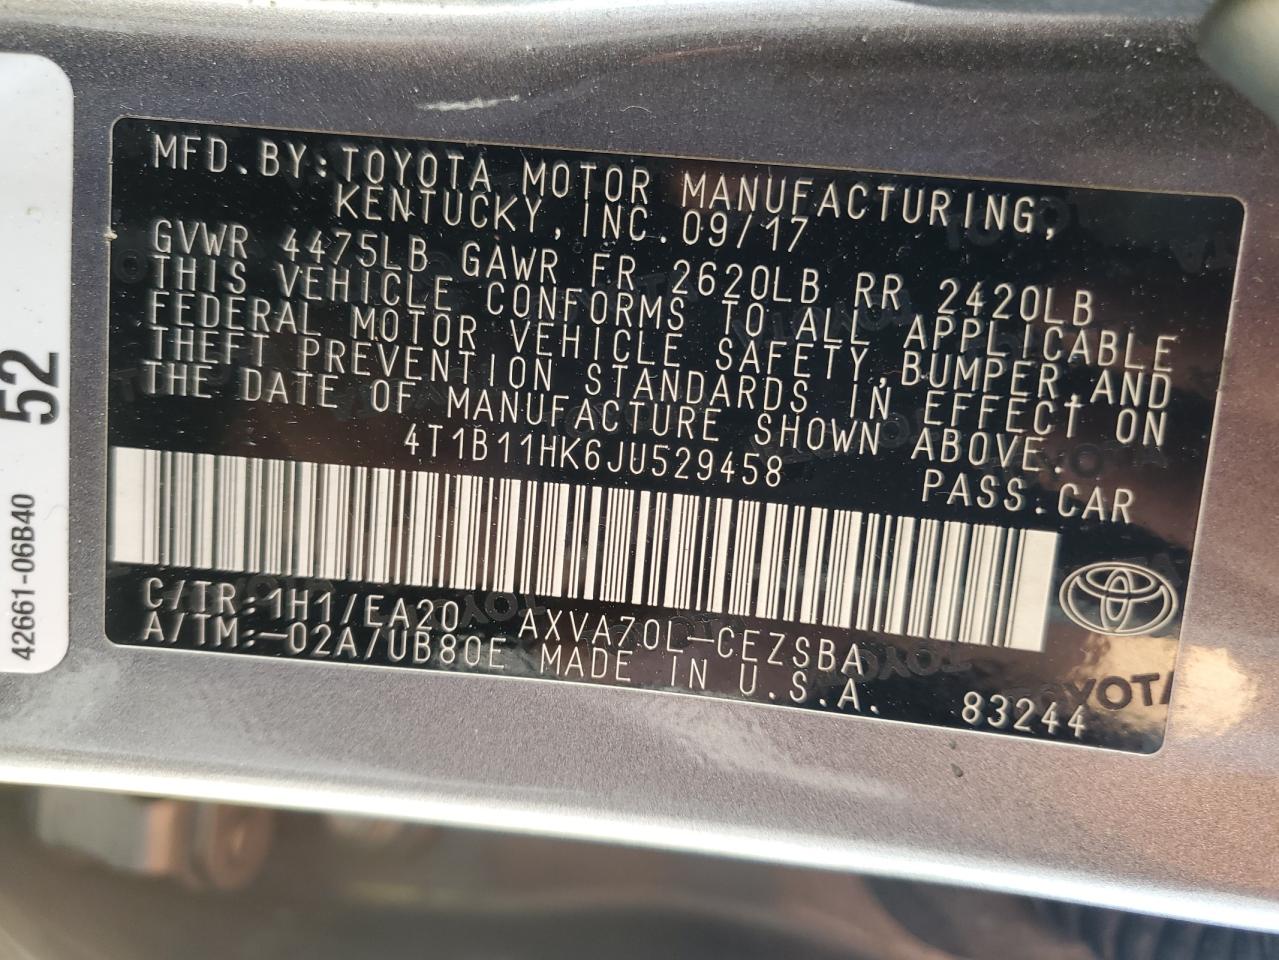 MFD.BY:TOYOTA MOTOR MANUFACTURING,
KENTUCKY,INC.09/17
GVWR 4475LB GAWR FR 2620LB RR 2420LB
THIS VEHICLE CONFORMS TO ALL APPLICABLE
FEDERAL MOTOR VEHICLE SAFETY,BUMPER,AND
THEFT PREVENTION STANDARDS IN EFFECT ON
THE DATE OF MANUFACTURE SHOWN ABOVE.
4T1B11HK6JU529458
PASS.CAR
C/TR:1H1/EA20 AXVA70L-CEZSBA
A/TM:-02A/UB80E MADE IN U.S.A.
83244
TOYOTA
52
42661-06B40